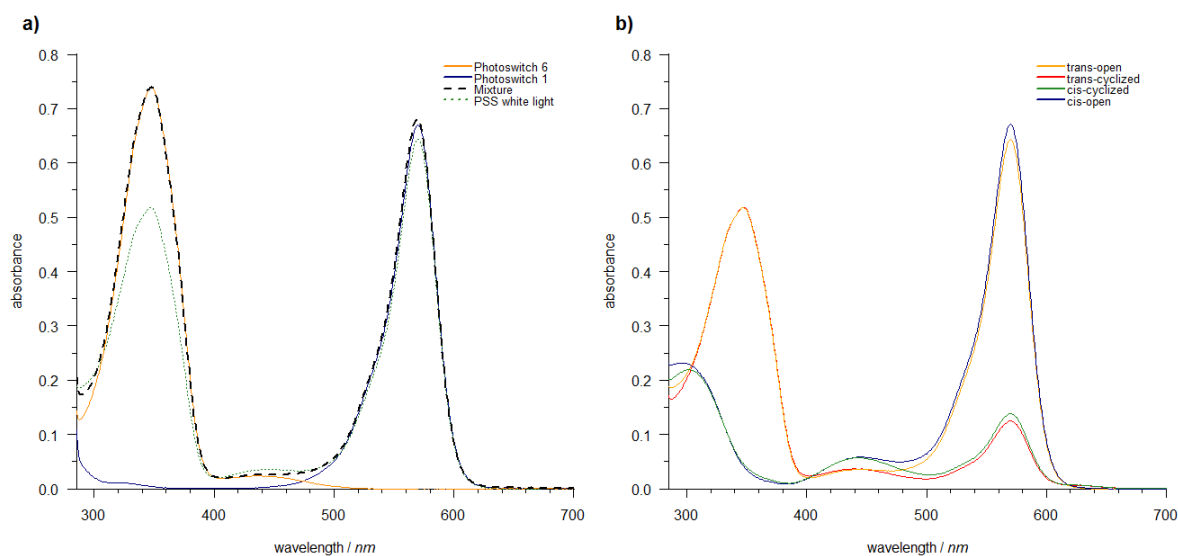 a)
0.8
0.7
0.6
0.5
0.4
0.3
0.2
0.1
0.0
absorbance
Photoswitch 6
Photoswitch 1
Mixture
PSS white light
300
400
500
600
700
wavelength / nm
b)
0.8
0.7
0.6
0.5
0.4
0.3
0.2
0.1
0.0
absorbance
trans-open
trans-cyclized
cis-cyclized
cis-open
300
400
500
600
700
wavelength / nm